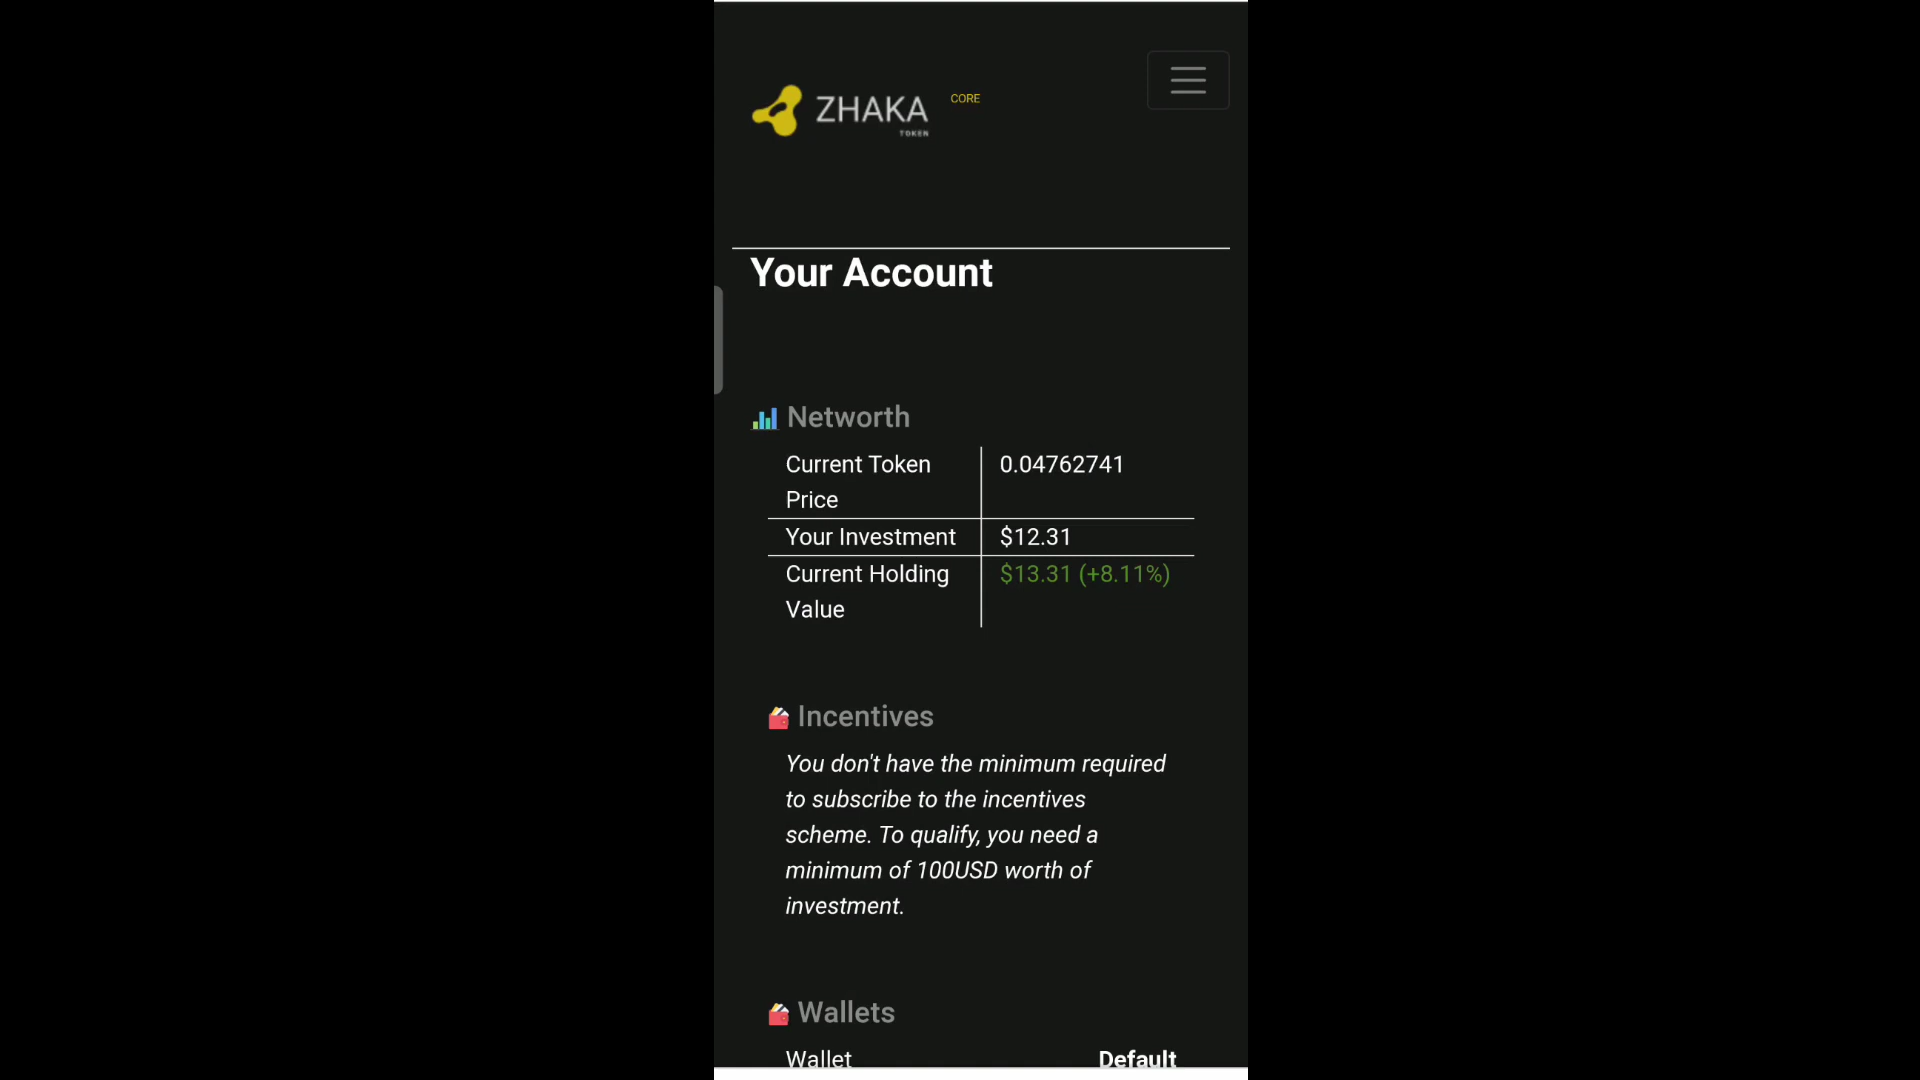 ZHAKA
TOKEN
CORE
Your Account
Networth
Current Token
Price
0.04762741
Your Investment
$12.31
Current Holding
Value
$13.31 (+8.11%)
Incentives
You don't have the minimum required
to subscribe to the incentives
scheme. To qualify, you need a
minimum of 100USD worth of
investment.
Wallets
Wallet
Default